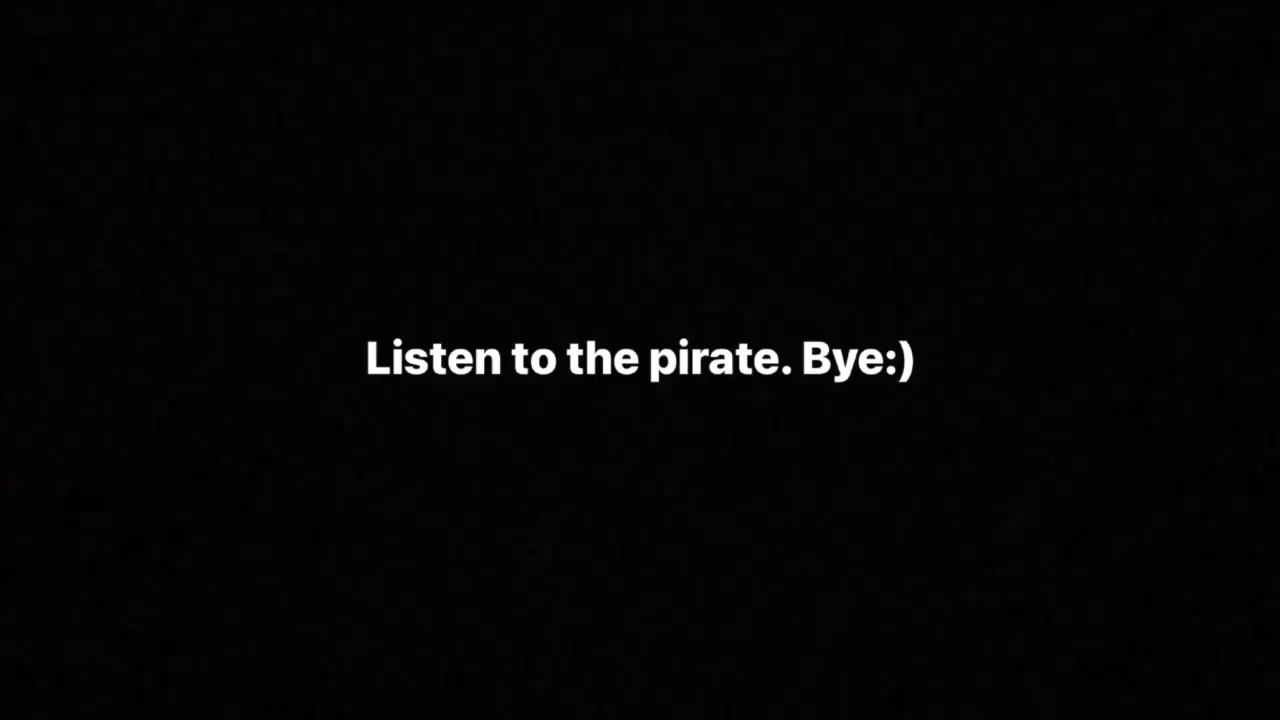 Listen to the pirate. Bye:)